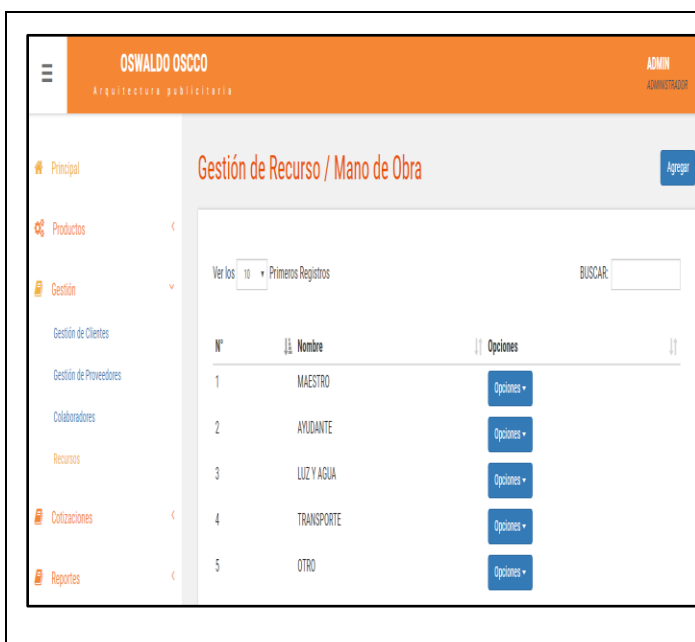 OSWALDO OSCCO
Arquitectura publicitaria
ADMIN
ADMINISTRADOR
Principal
Productos
Gestión
Gestión de Clientes
Gestión de Proveedores
Colaboradores
Recursos
Cotizaciones
Reportes
Gestión de Recurso / Mano de Obra
Agregar
Ver los 10 Primeros Registros
BUSCAR:
N° Nombre Opciones
1 MAESTRO Opciones
2 AYUDANTE Opciones
3 LUZ Y AGUA Opciones
4 TRANSPORTE Opciones
5 OTRO Opciones